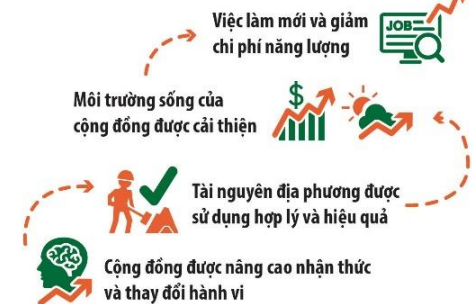 Việc làm mới và giảm
chi phí năng lượng
JOB
Môi trường sống của
cộng đồng được cải thiện
$
Tài nguyên địa phương được
sử dụng hợp lý và hiệu quả
Cộng đồng được nâng cao nhận thức
và thay đổi hành vi